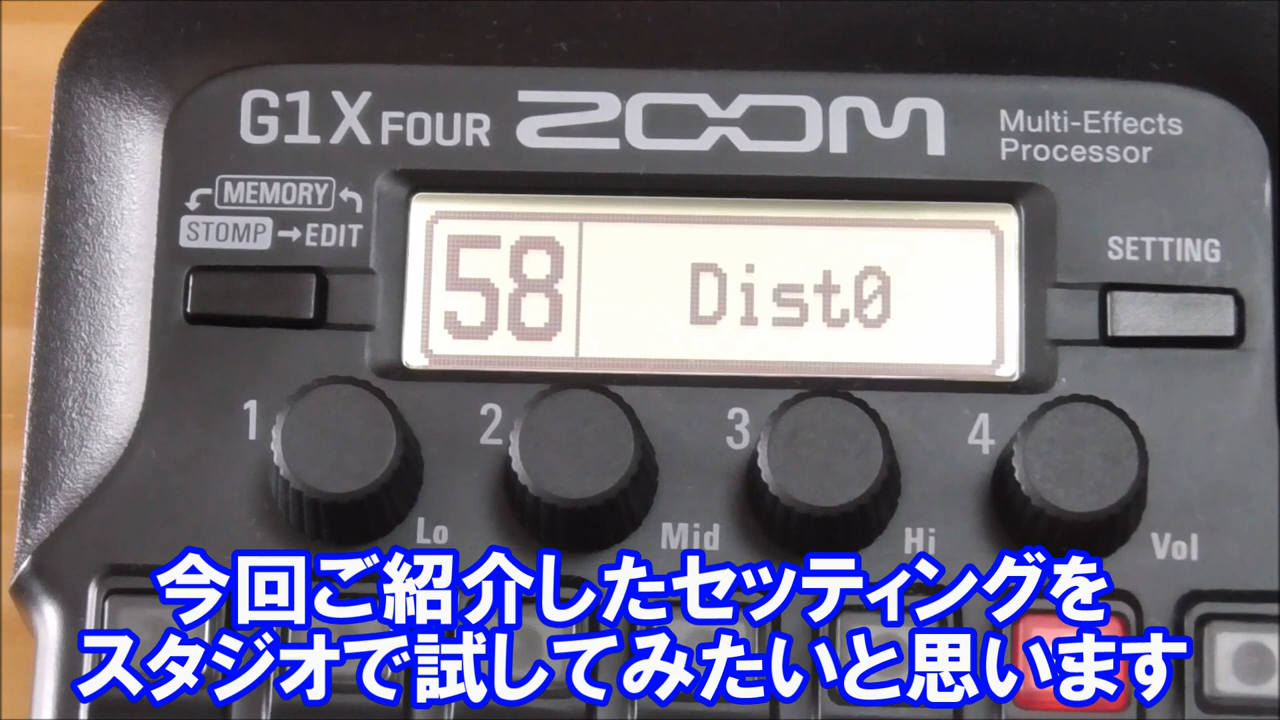 G1X FOUR ZOOM
Multi-Effects
Processor
MEMORY
STOMP → EDIT
SETTING
58 Dist0
1 2 3 4
Lo Mid Hi Vol
今回ご紹介したセッティングを
スタジオで試してみたいと思います